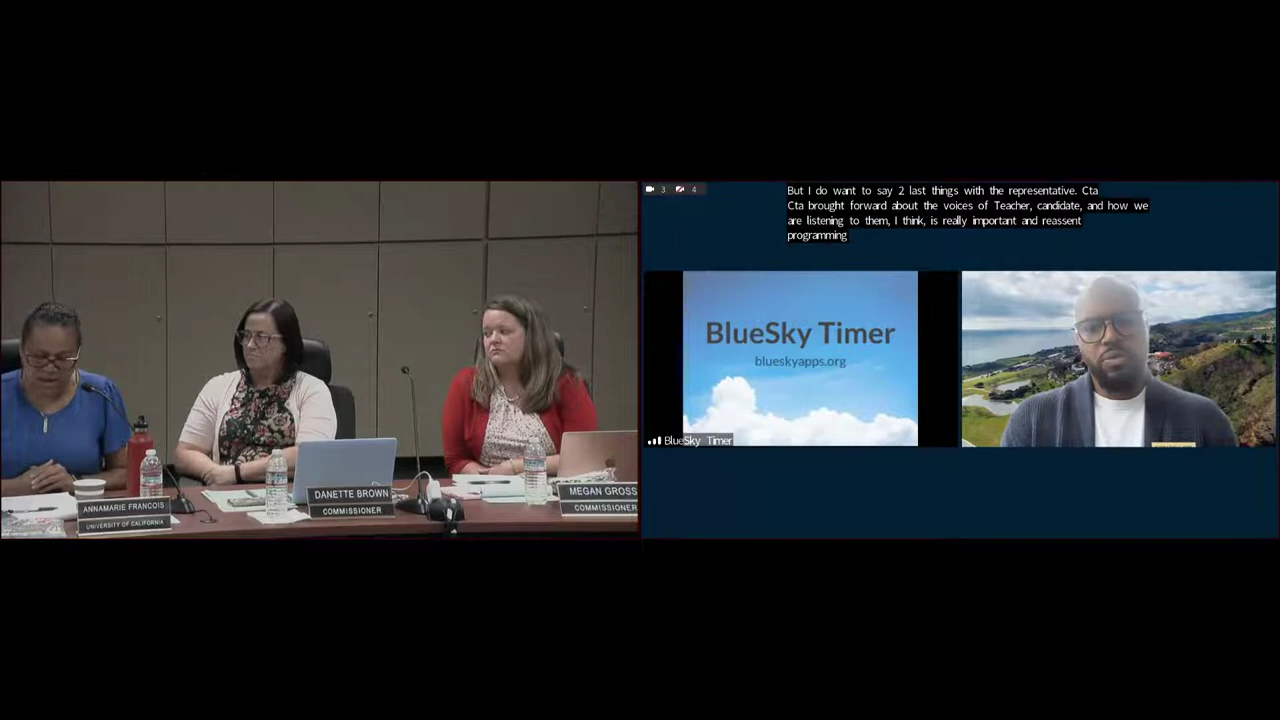 3 4
But I do want to say 2 last things with the representative. Cta
Cta brought forward about the voices of Teacher, candidate, and how we
are listening to them, I think, is really important and reassent
programming
BlueSky Timer
blueskyapps.org
BlueSky Timer
ANNAMARIE FRANCOIS
UNIVERSITY OF CALIFORNIA
DANETTE BROWN
COMMISSIONER
MEGAN GROSS
COMMISSIONER